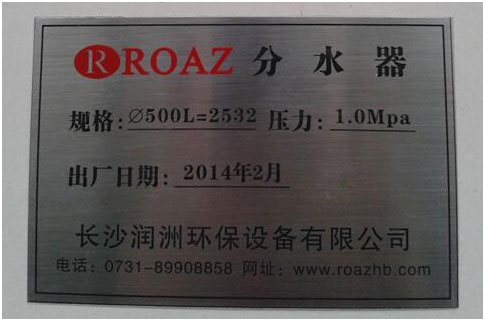 R ROAZ 分水器
规格: Ø500L=2532 压力: 1.0Mpa
出厂日期: 2014年2月
长沙润洲环保设备有限公司
电话: 0731-89908858 网址: www.roazhb.com